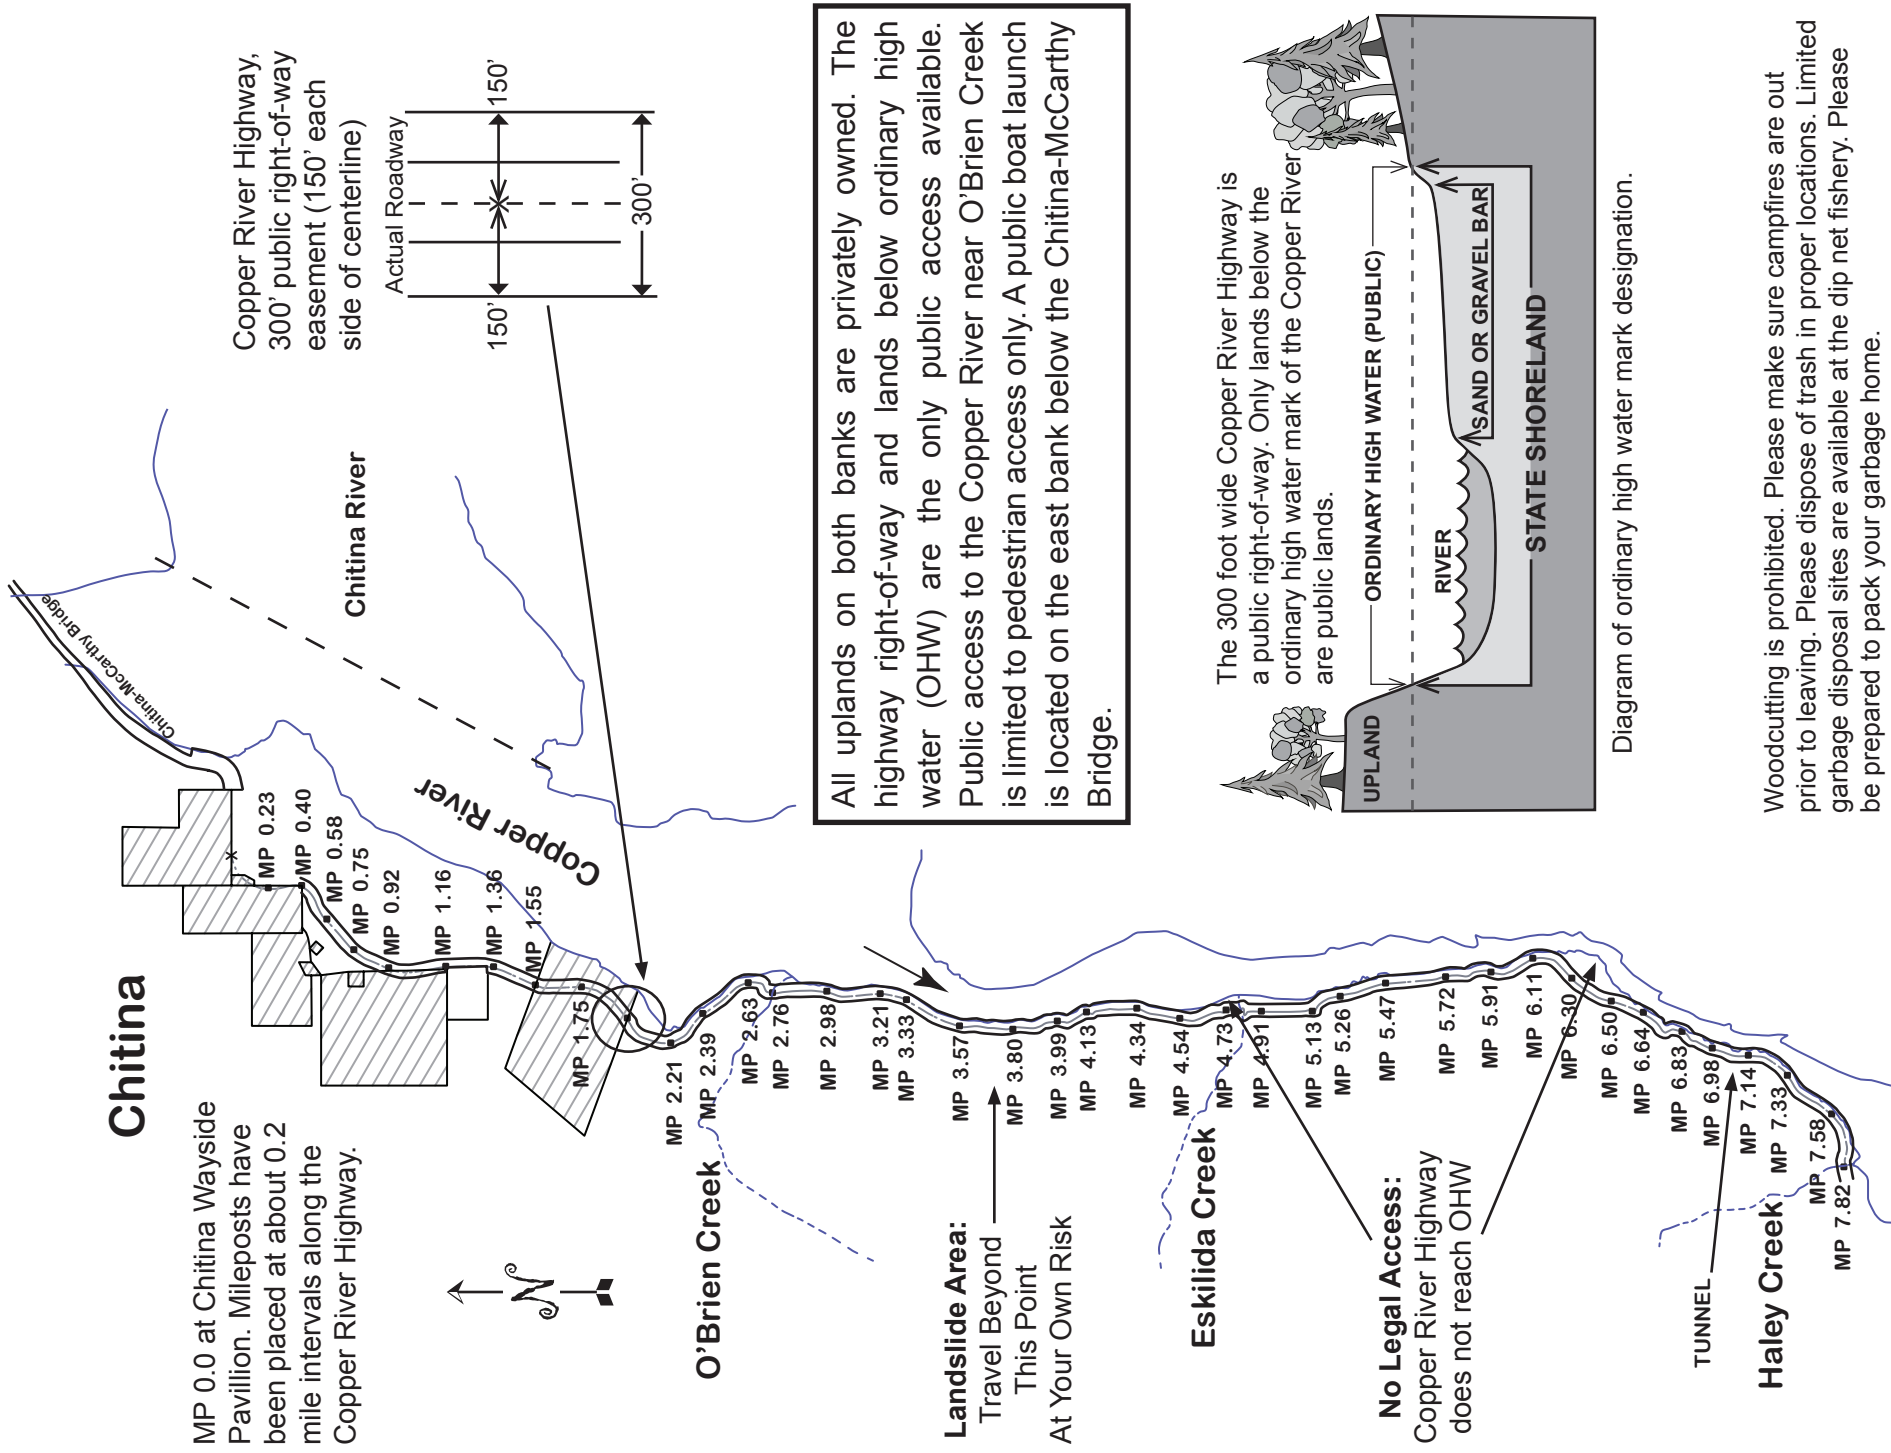 Chitina
MP 0.0 at Chitina Wayside
Pavillion. Mileposts have
been placed at about 0.2
mile intervals along the
Copper River Highway.
N
Chitina-McCarthy Bridge
Chitina River
Copper River
MP 0.23
MP 0.40
MP 0.58
MP 0.75
MP 0.92
MP 1.16
MP 1.36
MP 1.55
MP 1.75
MP 2.21
MP 2.39
MP 2.63
MP 2.76
MP 2.98
MP 3.21
MP 3.33
MP 3.57
MP 3.80
MP 3.99
MP 4.13
MP 4.34
MP 4.54
MP 4.73
MP 4.91
MP 5.13
MP 5.26
MP 5.47
MP 5.72
MP 5.91
MP 6.11
MP 6.30
MP 6.50
MP 6.64
MP 6.83
MP 6.98
MP 7.14
MP 7.33
MP 7.58
MP 7.82
O'Brien Creek
Landslide Area:
Travel Beyond
This Point
At Your Own Risk
Eskilida Creek
No Legal Access:
Copper River Highway
does not reach OHW
TUNNEL
Haley Creek
Copper River Highway,
300' public right-of-way
easement (150' each
side of centerline)
Actual Roadway
150'
150'
300'
All uplands on both banks are privately owned. The
highway right-of-way and lands below ordinary high
water (OHW) are the only public access available.
Public access to the Copper River near O'Brien Creek
is limited to pedestrian access only. A public boat launch
is located on the east bank below the Chitina-McCarthy
Bridge.
The 300 foot wide Copper River Highway is
a public right-of-way. Only lands below the
ordinary high water mark of the Copper River
are public lands.
UPLAND
ORDINARY HIGH WATER (PUBLIC)
RIVER
SAND OR GRAVEL BAR
STATE SHORELAND
Diagram of ordinary high water mark designation.
Woodcutting is prohibited. Please make sure campfires are out
prior to leaving. Please dispose of trash in proper locations. Limited
garbage disposal sites are available at the dip net fishery. Please
be prepared to pack your garbage home.